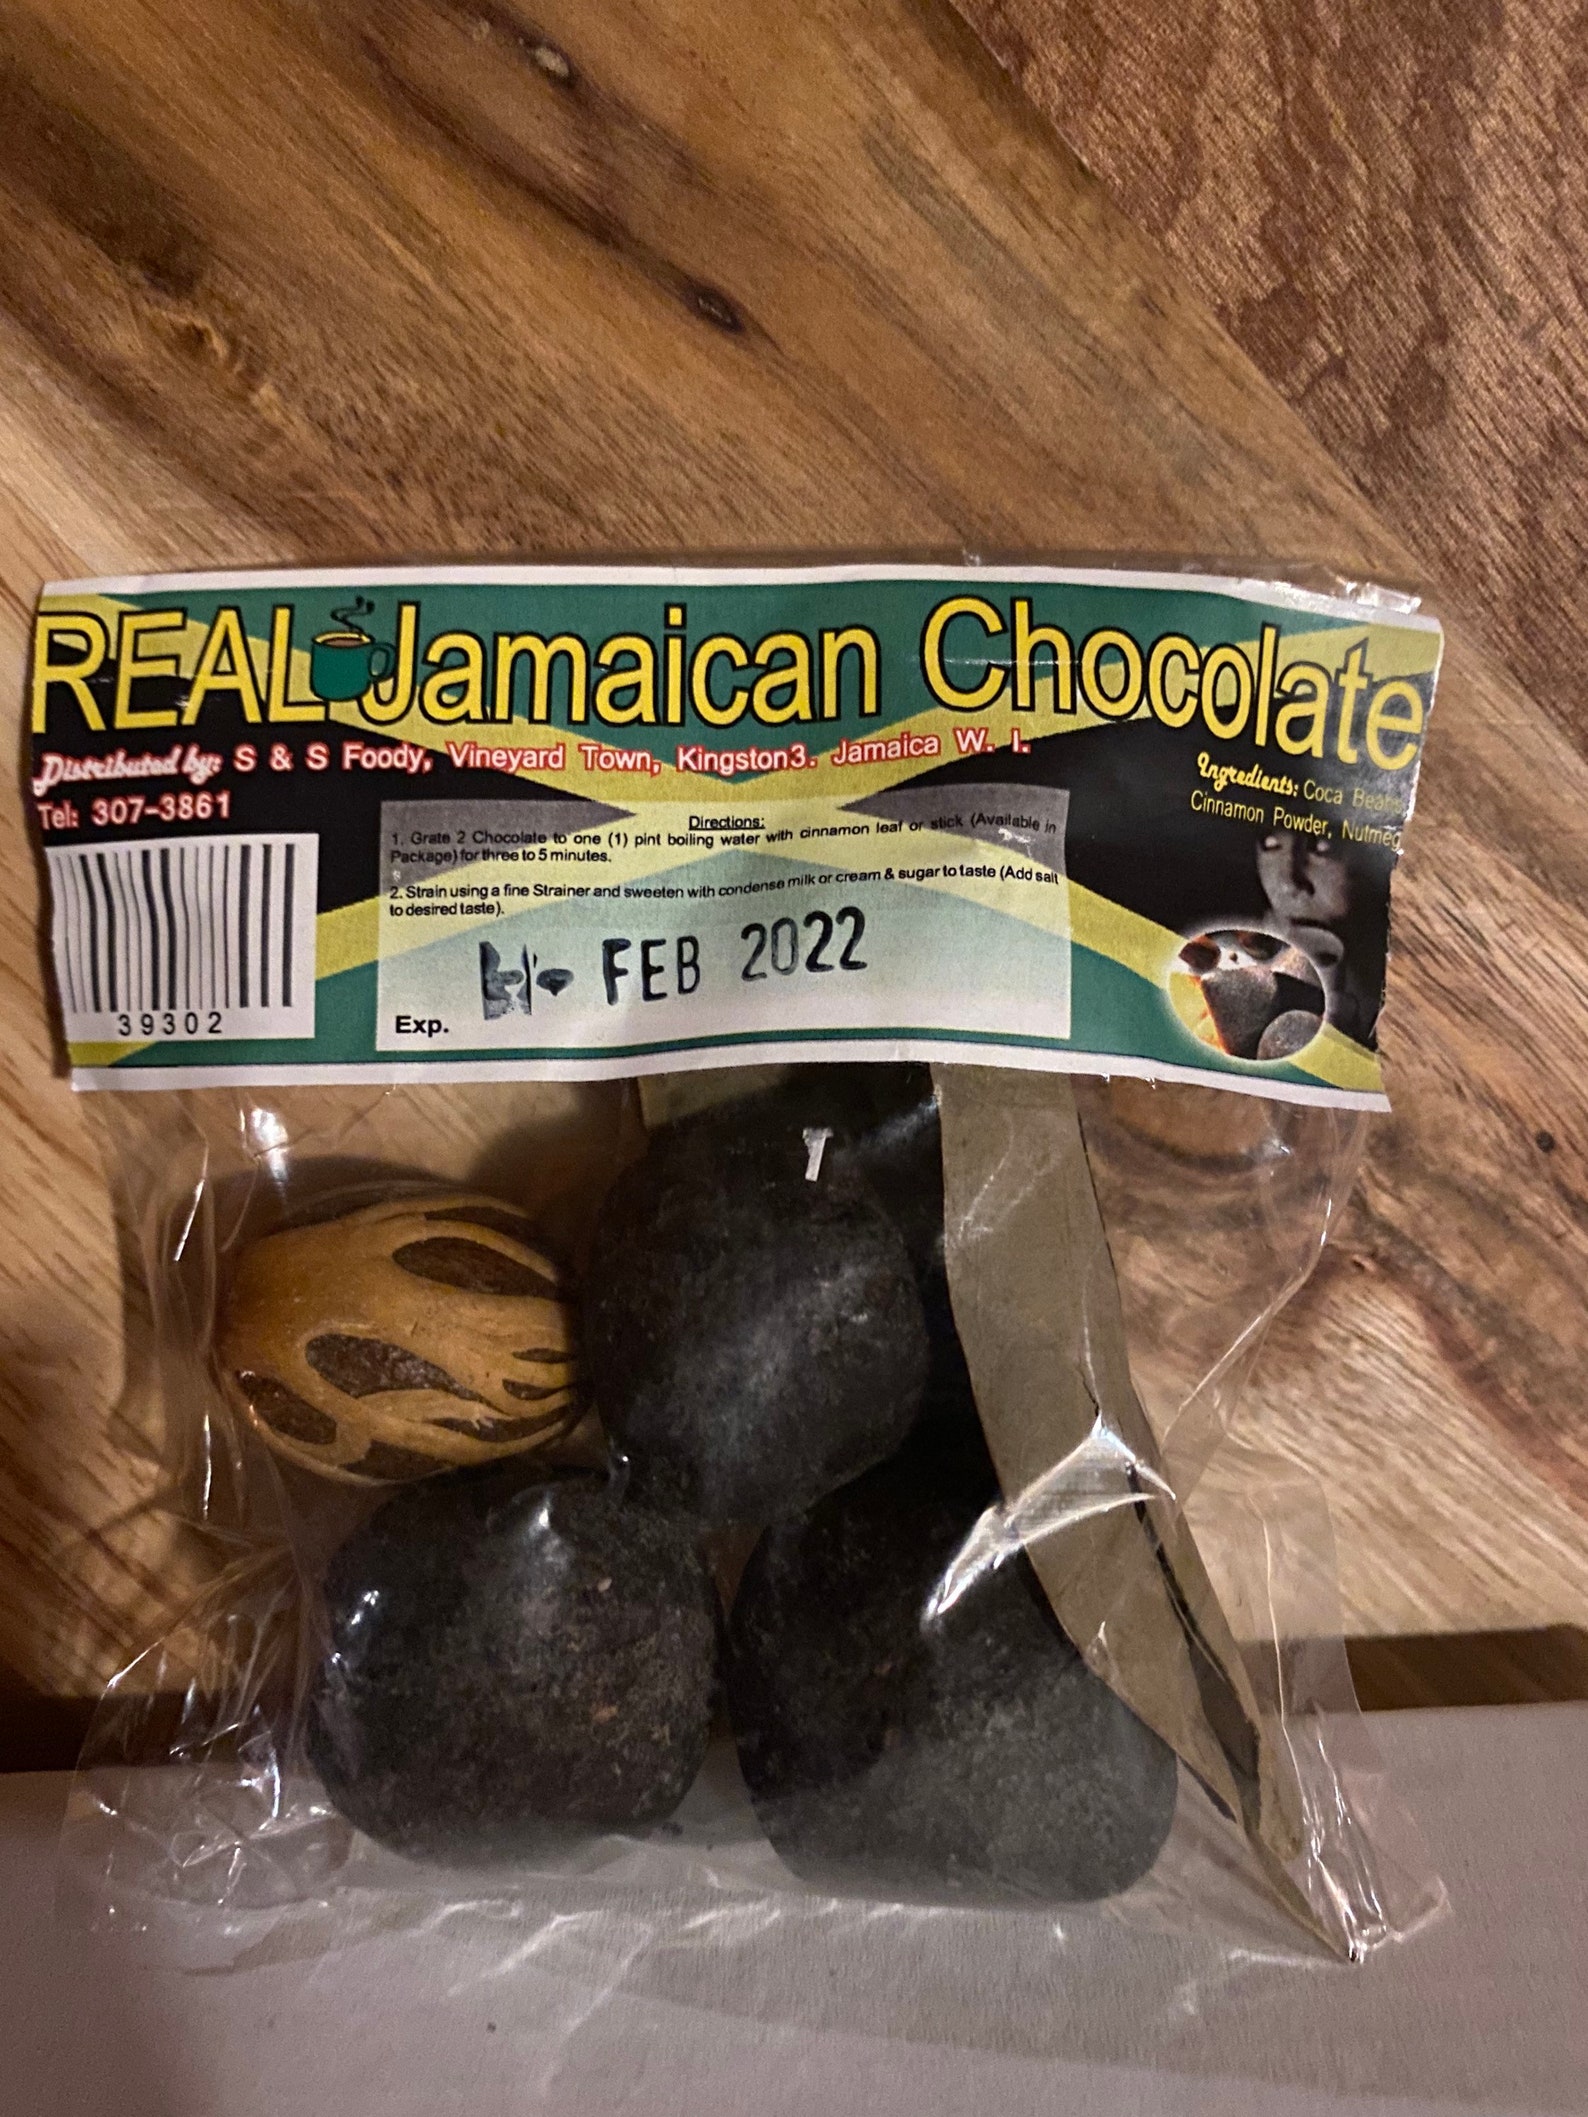 REAL Jamaican Chocolate
Distributed by: S & S Foody, Vineyard Town, Kingston3. Jamaica W. I.
Tel: 307-3861
Ingredients: Coca Beans,
Cinnamon Powder, Nutmeg
Directions:
1. Grate 2 Chocolate to one (1) pint boiling water with cinnamon leaf or stick (Available in
Package) for three to 5 minutes.
s
2. Strain using a fine Strainer and sweeten with condense milk or cream & sugar to taste (Add salt
to desired taste).
FEB 2022
Exp.
39302